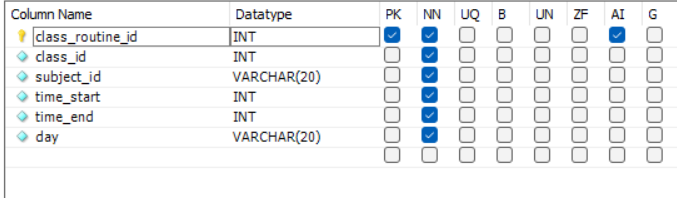 Column Name Datatype PK NN UQ B UN ZF AI G
class_routine_id INT
class_id INT
subject_id VARCHAR(20)
time_start INT
time_end INT
day VARCHAR(20)